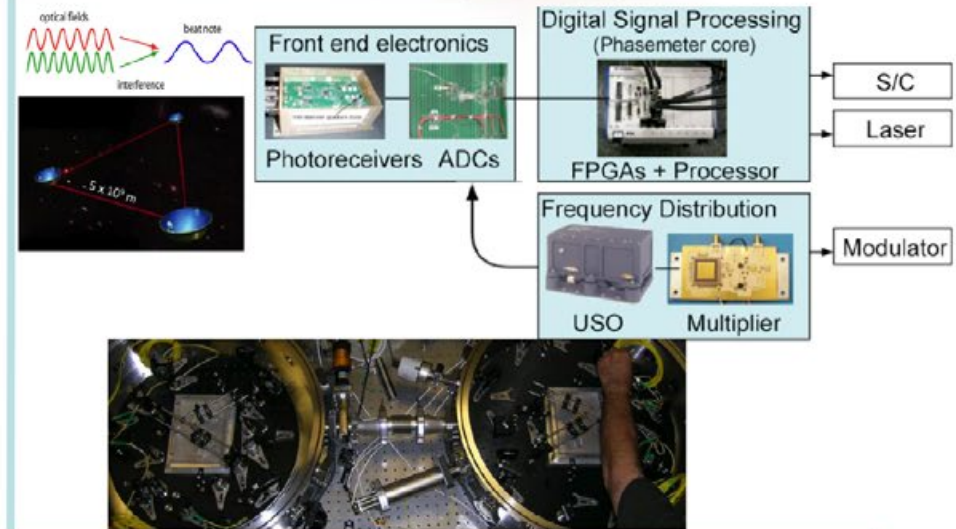 optical fields
beat note
interference
~ 5 x 10⁹ m
Front end electronics
Photoreceivers ADCs
Digital Signal Processing
(Phasemeter core)
FPGAs + Processor
S/C
Laser
Frequency Distribution
USO Multiplier
Modulator